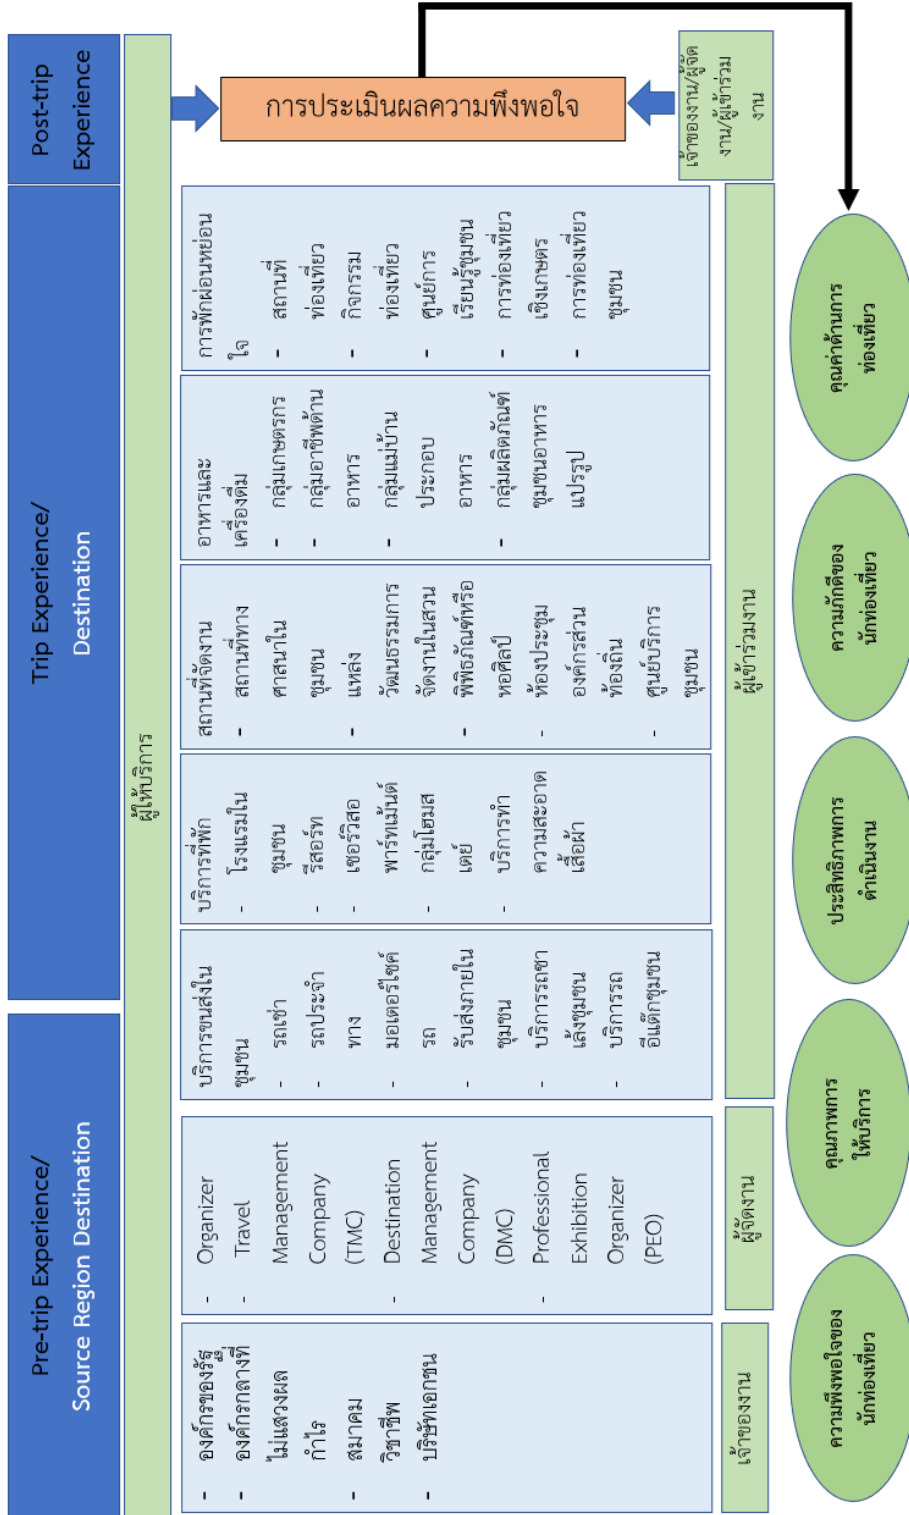 Pre-trip Experience/
Source Region Destination
Trip Experience/
Destination
Post-trip
Experience
ผู้ให้บริการ
- องค์กรของรัฐ
- องค์กรกลางที่
ไม่แสวงผล
กำไร
- สมาคม
วิชาชีพ
- บริษัทเอกชน
- Organizer
- Travel
Management
Company
(TMC)
- Destination
Management
Company
(DMC)
- Professional
Exhibition
Organizer
(PEO)
บริการขนส่งใน
ชุมชน
- รถเช่า
- รถประจำ
ทาง
- มอเตอร์ไซค์
- รถ
รับส่งภายใน
ชุมชน
- บริการรถซา
เล้งชุมชน
- บริการรถ
อีแต๊กชุมชน
บริการที่พัก
- โรงแรมใน
ชุมชน
- รีสอร์ท
- เซอร์วิสอ
พาร์ทเม้นต์
- กลุ่มโฮมส
เตย์
- บริการทำ
ความสะอาด
เสื้อผ้า
สถานที่จัดงาน
- สถานที่ทาง
ศาสนาใน
ชุมชน
- แหล่ง
วัฒนธรรมการ
จัดงานในสวน
- พิพิธภัณฑ์หรือ
หอศิลป์
- ห้องประชุม
องค์กรส่วน
ท้องถิ่น
- ศูนย์บริการ
ชุมชน
อาหารและ
เครื่องดื่ม
- กลุ่มเกษตรกร
- กลุ่มอาชีพด้าน
อาหาร
- กลุ่มแม่บ้าน
ประกอบ
อาหาร
- กลุ่มผลิตภัณฑ์
ชุมชนอาหาร
แปรรูป
การพักผ่อนหย่อน
ใจ
- สถานที่
ท่องเที่ยว
- กิจกรรม
ท่องเที่ยว
- ศูนย์การ
เรียนรู้ชุมชน
- การท่องเที่ยว
เชิงเกษตร
- การท่องเที่ยว
ชุมชน
การประเมินผลความพึงพอใจ
เจ้าของงาน
ผู้จัดงาน
ผู้เข้าร่วมงาน
เจ้าของงาน/ผู้จัด
งาน/ผู้เข้าร่วม
งาน
ความพึงพอใจของ
นักท่องเที่ยว
คุณภาพการ
ให้บริการ
ประสิทธิภาพการ
ดำเนินงาน
ความภักดีของ
นักท่องเที่ยว
คุณค่าด้านการ
ท่องเที่ยว